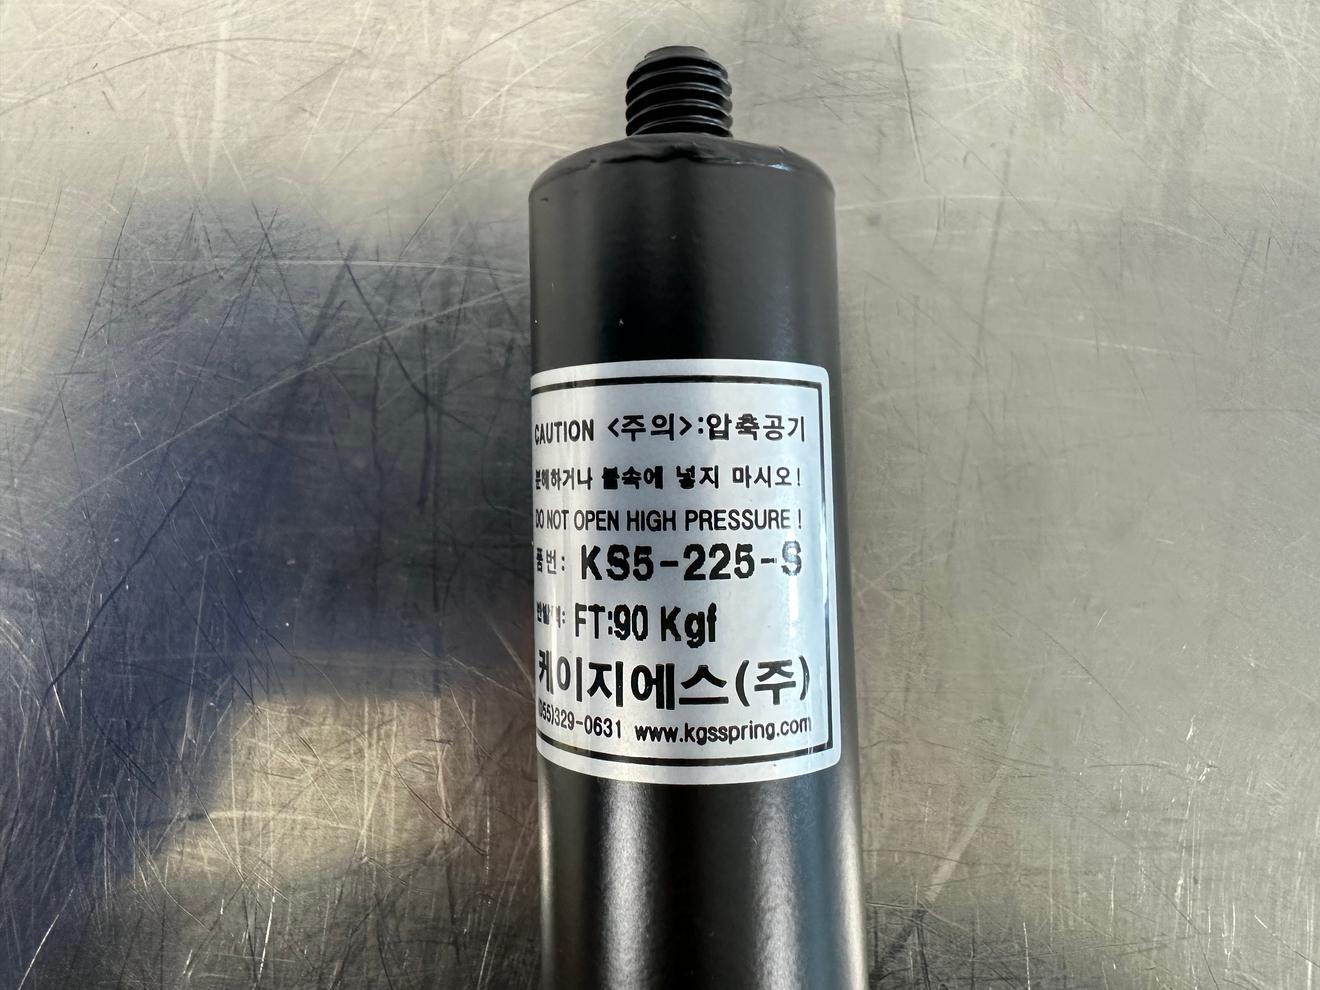 CAUTION <주의>:압축공기
분해하거나 불속에 넣지 마시오!
DO NOT OPEN HIGH PRESSURE!
품번: KS5-225-S
FT:90 Kgf
케이지에스(주)
(055)329-0631 www.kgsspring.com